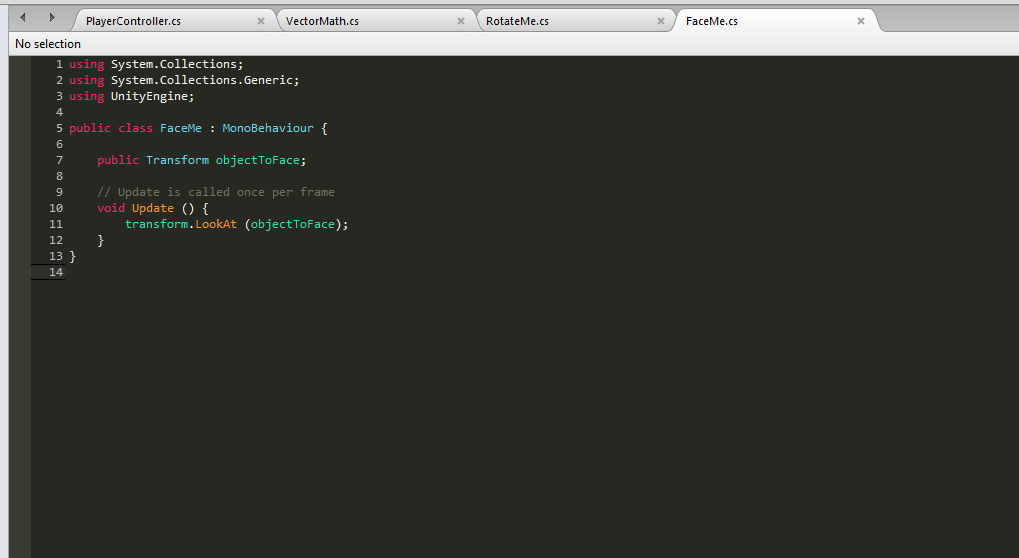 PlayerController.cs × VectorMath.cs × RotateMe.cs × FaceMe.cs ×
No selection
1 using System.Collections;
2 using System.Collections.Generic;
3 using UnityEngine;
4
5 public class FaceMe : MonoBehaviour {
6
7     public Transform objectToFace;
8
9     // Update is called once per frame
10     void Update () {
11         transform.LookAt (objectToFace);
12     }
13 }
14